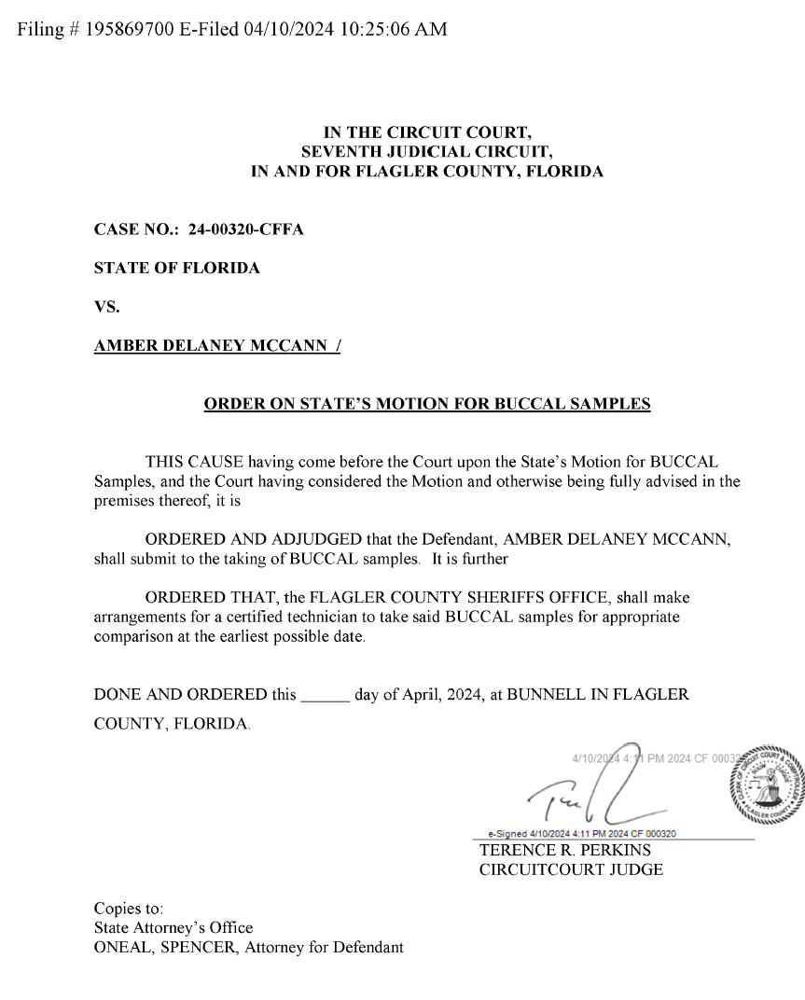 Filing # 195869700 E-Filed 04/10/2024 10:25:06 AM
IN THE CIRCUIT COURT,
SEVENTH JUDICIAL CIRCUIT,
IN AND FOR FLAGLER COUNTY, FLORIDA
CASE NO.: 24-00320-CFFA
STATE OF FLORIDA
VS.
AMBER DELANEY MCCANN /
ORDER ON STATE'S MOTION FOR BUCCAL SAMPLES
THIS CAUSE having come before the Court upon the State's Motion for BUCCAL
Samples, and the Court having considered the Motion and otherwise being fully advised in the
premises thereof, it is
ORDERED AND ADJUDGED that the Defendant, AMBER DELANEY MCCANN,
shall submit to the taking of BUCCAL samples. It is further
ORDERED THAT, the FLAGLER COUNTY SHERIFFS OFFICE, shall make
arrangements for a certified technician to take said BUCCAL samples for appropriate
comparison at the earliest possible date.
DONE AND ORDERED this ______ day of April, 2024, at BUNNELL IN FLAGLER
COUNTY, FLORIDA.
4/10/2024 4:11 PM 2024 CF 00032
CLERK OF CIRCUIT COURT & COMPTROLLER
FLAGLER COUNTY
e-Signed 4/10/2024 4:11 PM 2024 CF 000320
TERENCE R. PERKINS
CIRCUITCOURT JUDGE
Copies to:
State Attorney's Office
ONEAL, SPENCER, Attorney for Defendant